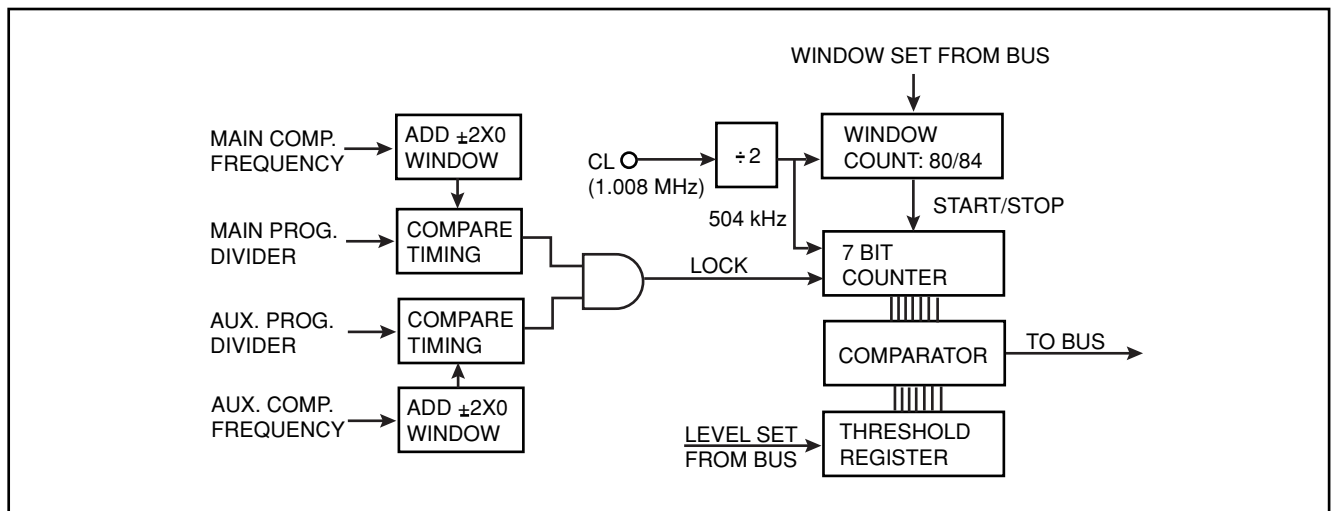 WINDOW SET FROM BUS
MAIN COMP.
FREQUENCY
ADD ±2X0
WINDOW
CL
(1.008 MHz)
÷2
WINDOW
COUNT: 80/84
504 kHz
START/STOP
MAIN PROG.
DIVIDER
COMPARE
TIMING
LOCK
7 BIT
COUNTER
AUX. PROG.
DIVIDER
COMPARE
TIMING
COMPARATOR
TO BUS
AUX. COMP.
FREQUENCY
ADD ±2X0
WINDOW
LEVEL SET
FROM BUS
THRESHOLD
REGISTER